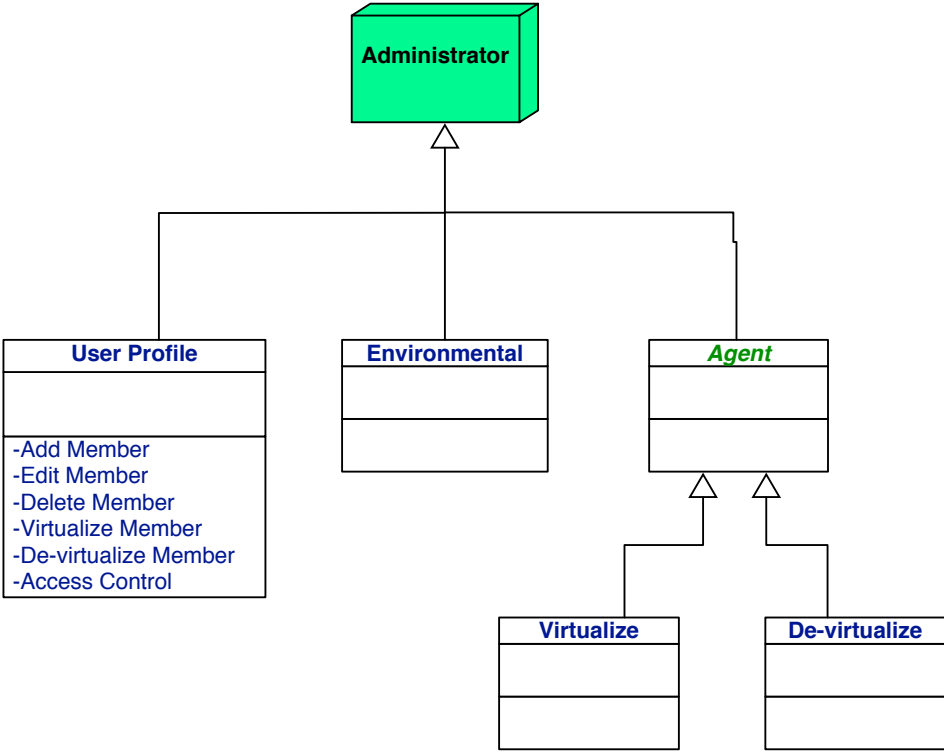 Administrator
User Profile
-Add Member
-Edit Member
-Delete Member
-Virtualize Member
-De-virtualize Member
-Access Control
Environmental
Agent
Virtualize
De-virtualize